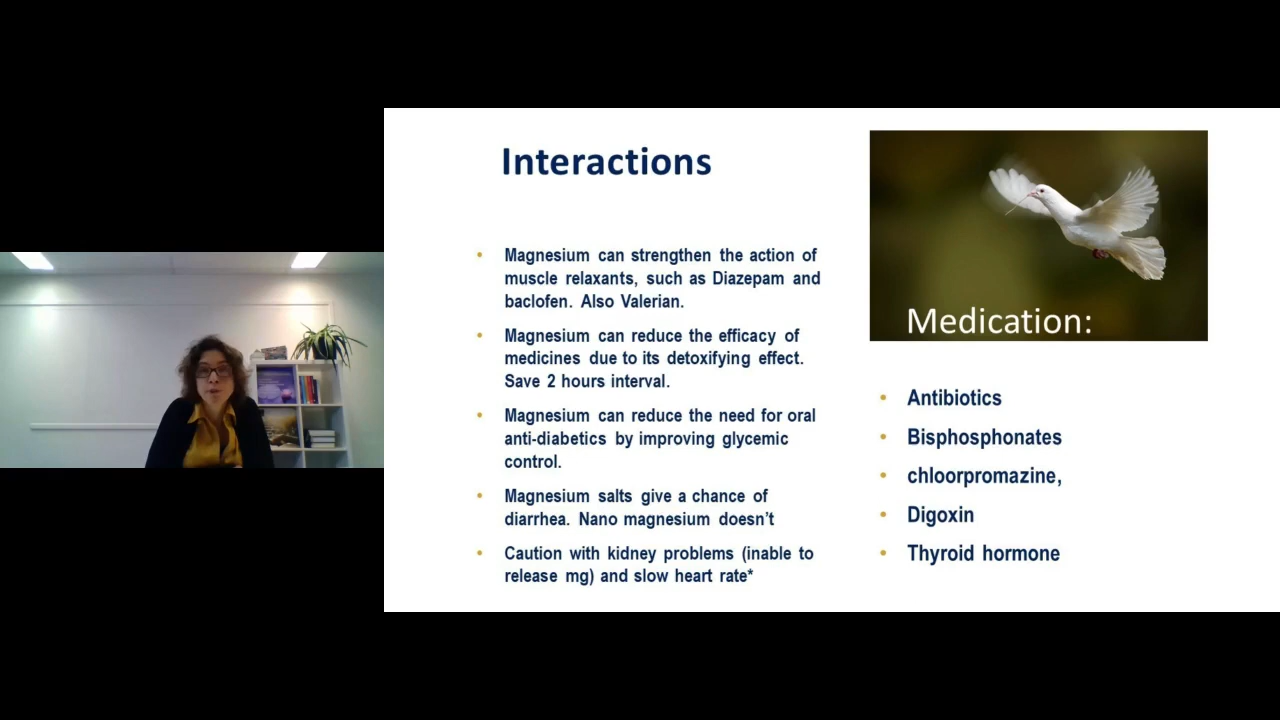 Interactions
• Magnesium can strengthen the action of
muscle relaxants, such as Diazepam and
baclofen. Also Valerian.
• Magnesium can reduce the efficacy of
medicines due to its detoxifying effect.
Save 2 hours interval.
• Magnesium can reduce the need for oral
anti-diabetics by improving glycemic
control.
• Magnesium salts give a chance of
diarrhea. Nano magnesium doesn't
• Caution with kidney problems (inable to
release mg) and slow heart rate*
Medication:
• Antibiotics
• Bisphosphonates
• chloorpromazine,
• Digoxin
• Thyroid hormone